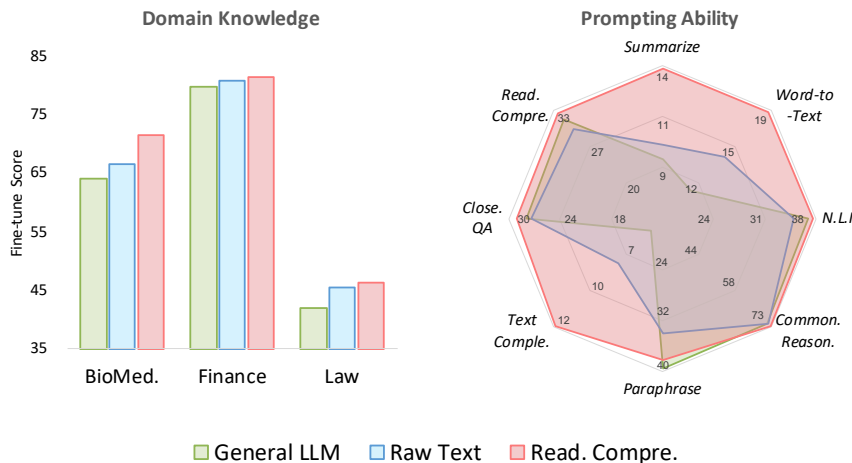 Domain Knowledge
Fine-tune Score
85
75
65
55
45
35
BioMed.
Finance
Law
Prompting Ability
Summarize
Word-to
-Text
N.L.I
Common.
Reason.
Paraphrase
Text
Comple.
Close.
QA
Read.
Compre.
14
11
9
19
15
12
38
31
24
73
58
44
40
32
24
12
10
7
30
24
18
33
27
20
General LLM
Raw Text
Read. Compre.